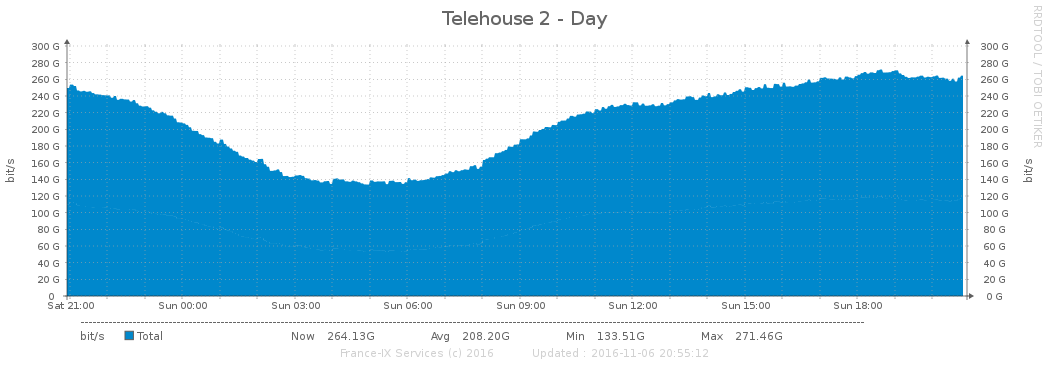 Telehouse 2 - Day
RRDTOOL / TOBI OETIKER
bit/s
300 G 300 G
280 G 280 G
260 G 260 G
240 G 240 G
220 G 220 G
200 G 200 G
180 G 180 G
160 G 160 G
140 G 140 G
120 G 120 G
100 G 100 G
80 G 80 G
60 G 60 G
40 G 40 G
20 G 20 G
0 0 G
bit/s
Sat 21:00 Sun 00:00 Sun 03:00 Sun 06:00 Sun 09:00 Sun 12:00 Sun 15:00 Sun 18:00
bit/s Total Now 264.13G Avg 208.20G Min 133.51G Max 271.46G
France-IX Services (c) 2016 Updated : 2016-11-06 20:55:12